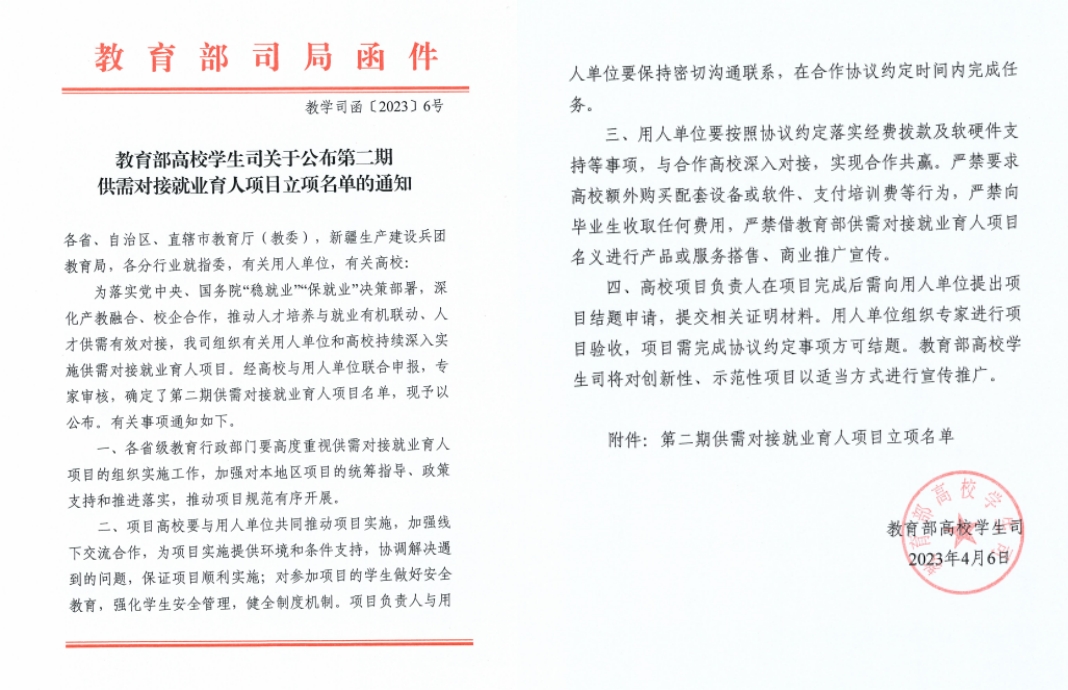 教育部司局函件
教学司函〔2023〕6号
教育部高校学生司关于公布第二期
供需对接就业育人项目立项名单的通知
各省、自治区、直辖市教育厅（教委），新疆生产建设兵团
教育局，各分行业就指委，有关用人单位，有关高校：
为落实党中央、国务院“稳就业”“保就业”决策部署，深
化产教融合、校企合作，推动人才培养与就业有机联动、人
才供需有效对接，我司组织有关用人单位和高校持续深入实
施供需对接就业育人项目。经高校与用人单位联合申报，专
家审核，确定了第二期供需对接就业育人项目名单，现予以
公布。有关事项通知如下。
一、各省级教育行政部门要高度重视供需对接就业育人
项目的组织实施工作，加强对本地区项目的统筹指导、政策
支持和推进落实，推动项目规范有序开展。
二、项目高校要与用人单位共同推动项目实施，加强线
下交流合作，为项目实施提供环境和条件支持，协调解决遇
到的问题，保证项目顺利实施；对参加项目的学生做好安全
教育，强化学生安全管理，健全制度机制。项目负责人与用
人单位要保持密切沟通联系，在合作协议约定时间内完成任
务。
三、用人单位要按照协议约定落实经费拨款及软硬件支
持等事项，与合作高校深入对接，实现合作共赢。严禁要求
高校额外购买配套设备或软件、支付培训费等行为，严禁向
毕业生收取任何费用，严禁借教育部供需对接就业育人项目
名义进行产品或服务搭售、商业推广宣传。
四、高校项目负责人在项目完成后需向用人单位提出项
目结题申请，提交相关证明材料。用人单位组织专家进行项
目验收，项目需完成协议约定事项方可结题。教育部高校学
生司将对创新性、示范性项目以适当方式进行宣传推广。
附件：第二期供需对接就业育人项目立项名单
教育部高校学生司
2023年4月6日
教育部高校学生司